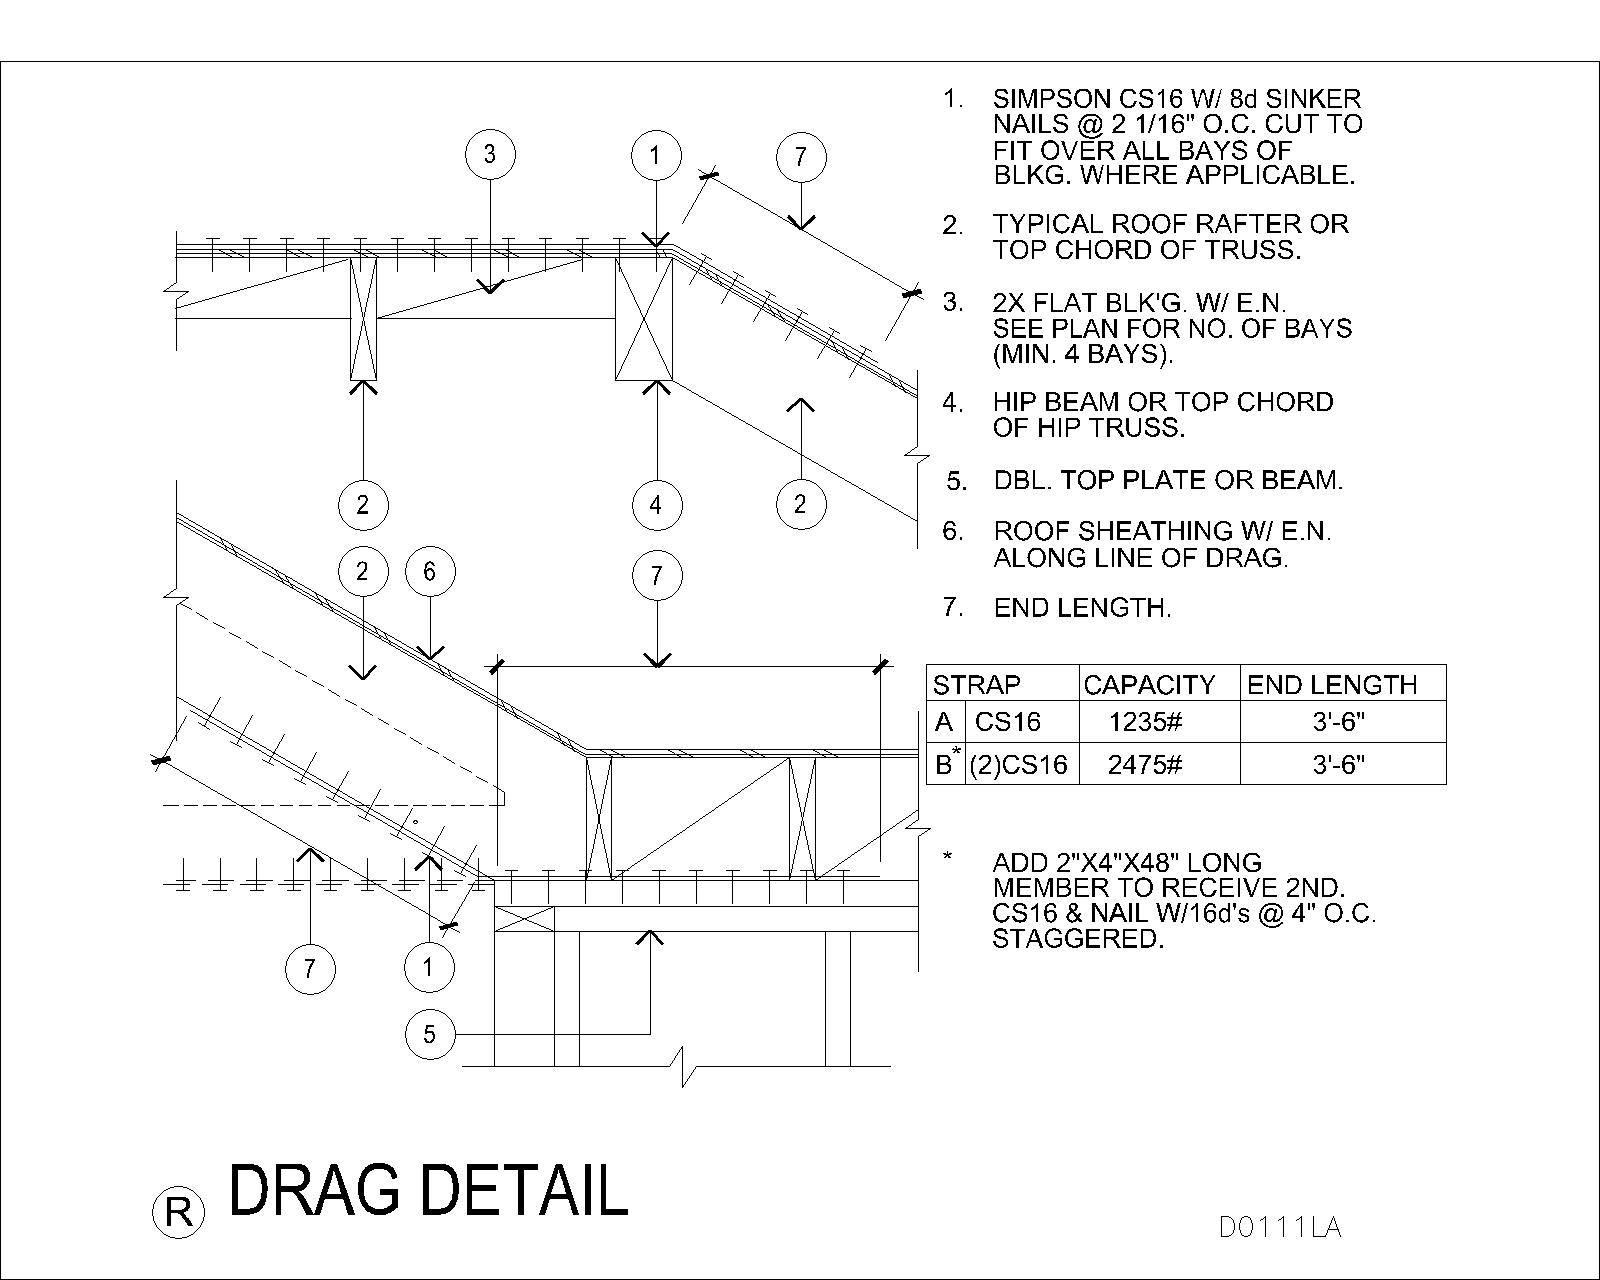 1. SIMPSON CS16 W/ 8d SINKER
NAILS @ 2 1/16" O.C. CUT TO
FIT OVER ALL BAYS OF
BLKG. WHERE APPLICABLE.
2. TYPICAL ROOF RAFTER OR
TOP CHORD OF TRUSS.
3. 2X FLAT BLK'G. W/ E.N.
SEE PLAN FOR NO. OF BAYS
(MIN. 4 BAYS).
4. HIP BEAM OR TOP CHORD
OF HIP TRUSS.
5. DBL. TOP PLATE OR BEAM.
6. ROOF SHEATHING W/ E.N.
ALONG LINE OF DRAG.
7. END LENGTH.
3 1 7
2 4 2
2 6 7
7 1
5
STRAP CAPACITY END LENGTH
A CS16 1235# 3'-6"
B* (2)CS16 2475# 3'-6"
* ADD 2"X4"X48" LONG
MEMBER TO RECEIVE 2ND.
CS16 & NAIL W/16d's @ 4" O.C.
STAGGERED.
R DRAG DETAIL
D0111LA